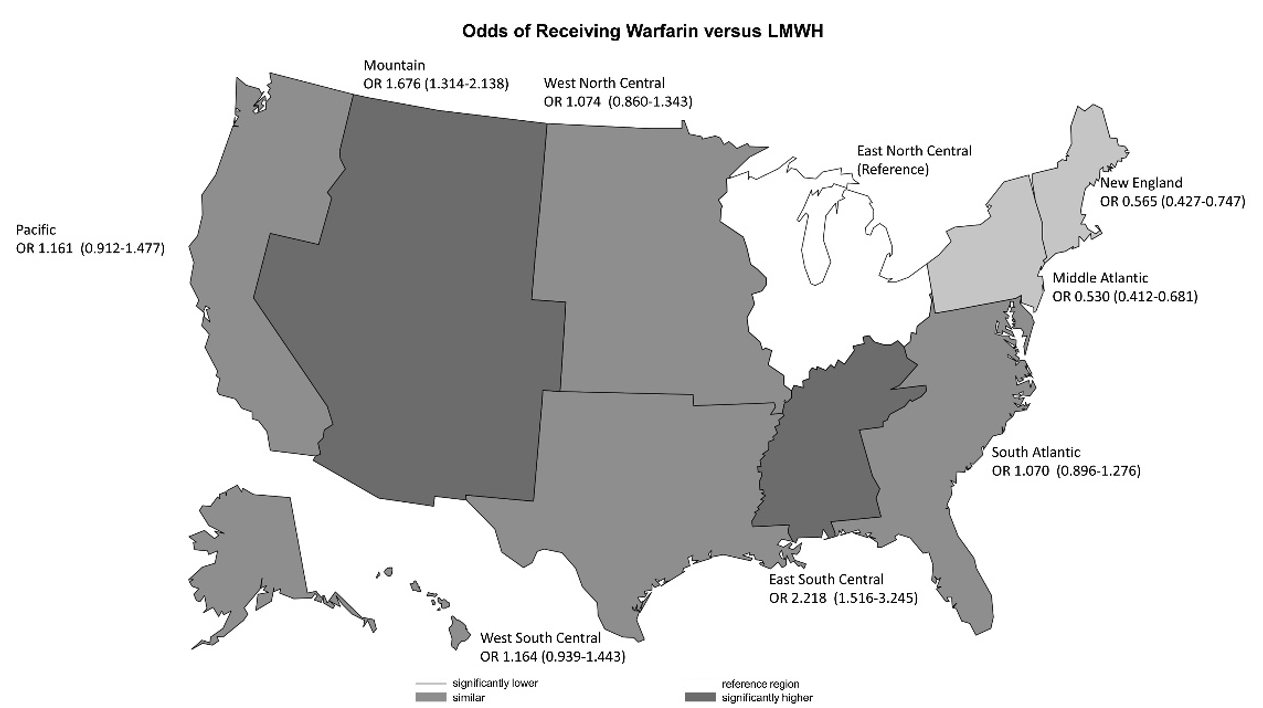 Odds of Receiving Warfarin versus LMWH
Mountain
OR 1.676 (1.314-2.138)
West North Central
OR 1.074 (0.860-1.343)
East North Central
(Reference)
New England
OR 0.565 (0.427-0.747)
Pacific
OR 1.161 (0.912-1.477)
Middle Atlantic
OR 0.530 (0.412-0.681)
South Atlantic
OR 1.070 (0.896-1.276)
East South Central
OR 2.218 (1.516-3.245)
West South Central
OR 1.164 (0.939-1.443)
significantly lower
reference region
similar
significantly higher